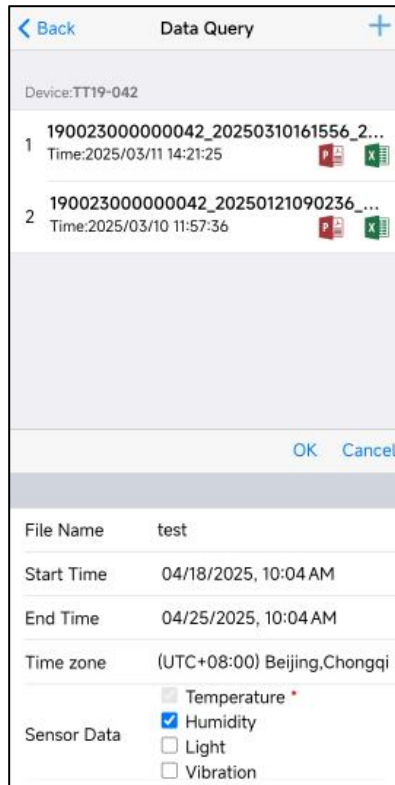 Back Data Query +
Device:TT19-042
1 190023000000042_20250310161556_2...
Time:2025/03/11 14:21:25
2 190023000000042_20250121090236_...
Time:2025/03/10 11:57:36
OK Cancel
File Name test
Start Time 04/18/2025, 10:04 AM
End Time 04/25/2025, 10:04 AM
Time zone (UTC+08:00) Beijing,Chongqi
Temperature *
Humidity
Sensor Data
Light
Vibration